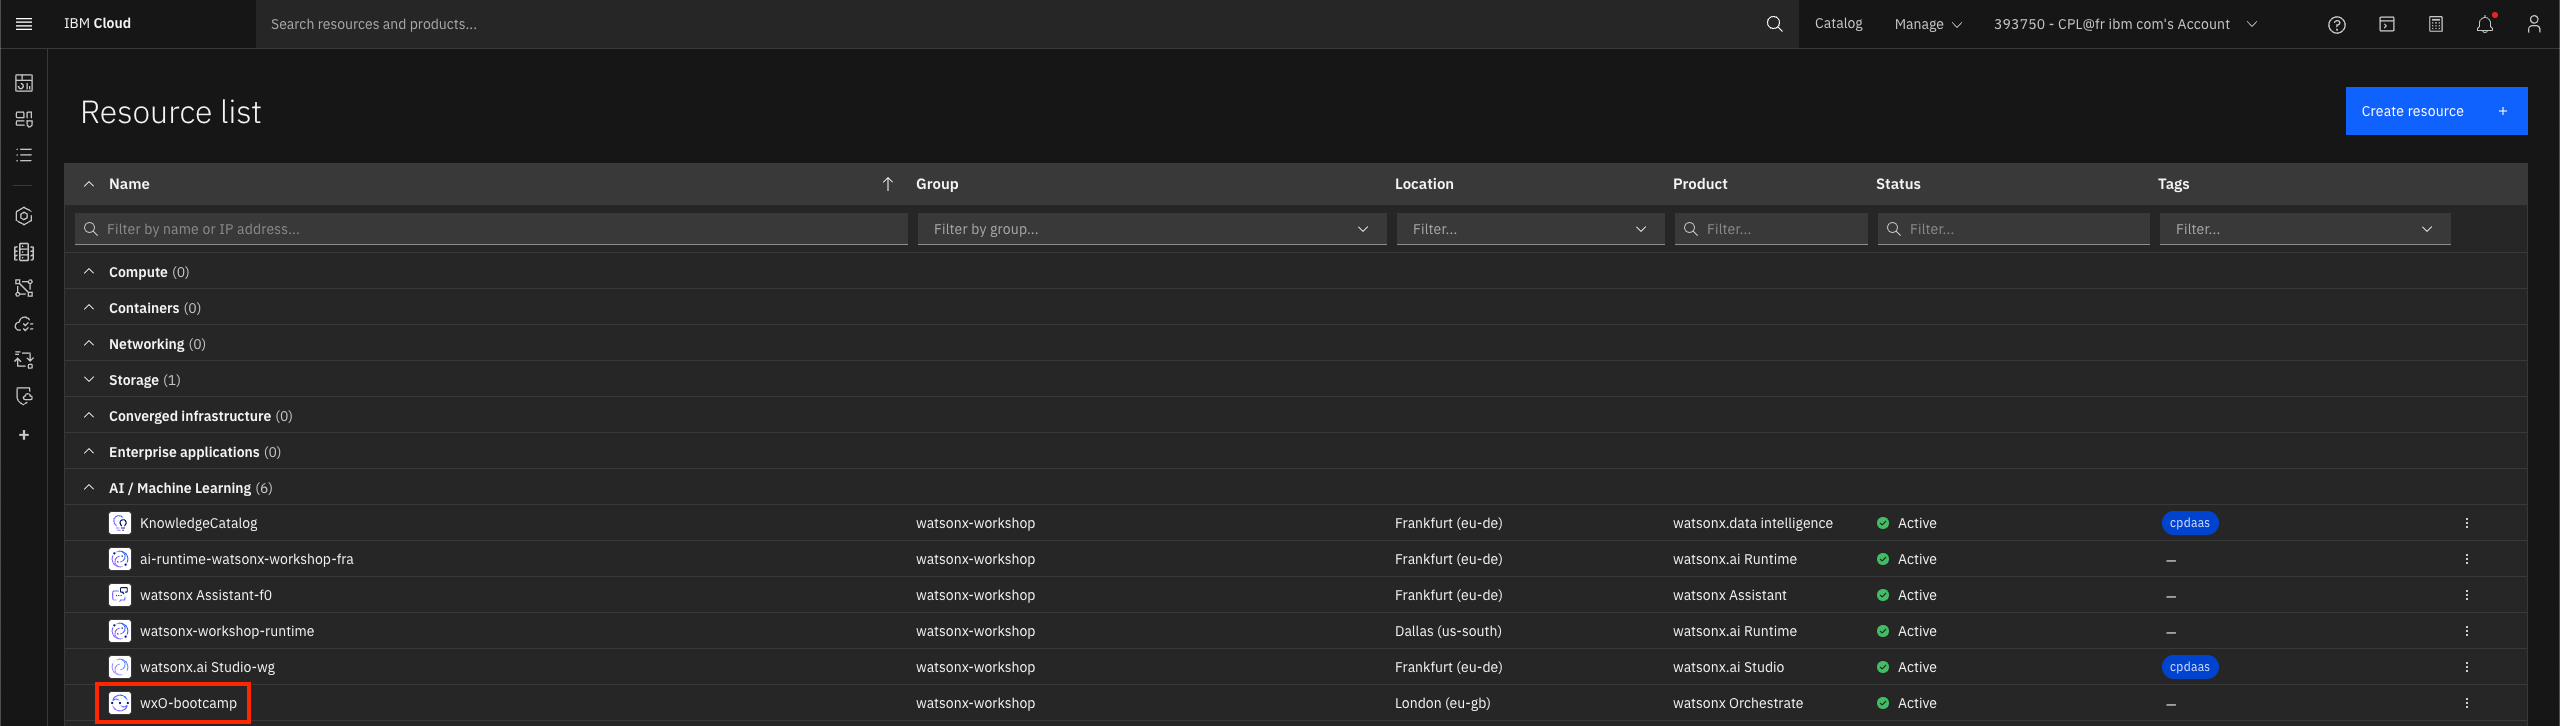 IBM Cloud Search resources and products... Catalog Manage 393750 - CPL@fr ibm com's Account
Resource list
Create resource +
Name Group Location Product Status Tags
Filter by name or IP address... Filter by group... Filter... Filter... Filter... Filter...
Compute (0)
Containers (0)
Networking (0)
Storage (1)
Converged infrastructure (0)
Enterprise applications (0)
AI / Machine Learning (6)
KnowledgeCatalog watsonx-workshop Frankfurt (eu-de) watsonx.data intelligence Active cpdaas
ai-runtime-watsonx-workshop-fra watsonx-workshop Frankfurt (eu-de) watsonx.ai Runtime Active –
watsonx Assistant-f0 watsonx-workshop Frankfurt (eu-de) watsonx Assistant Active –
watsonx-workshop-runtime watsonx-workshop Dallas (us-south) watsonx.ai Runtime Active –
watsonx.ai Studio-wg watsonx-workshop Frankfurt (eu-de) watsonx.ai Studio Active cpdaas
wxO-bootcamp watsonx-workshop London (eu-gb) watsonx Orchestrate Active –